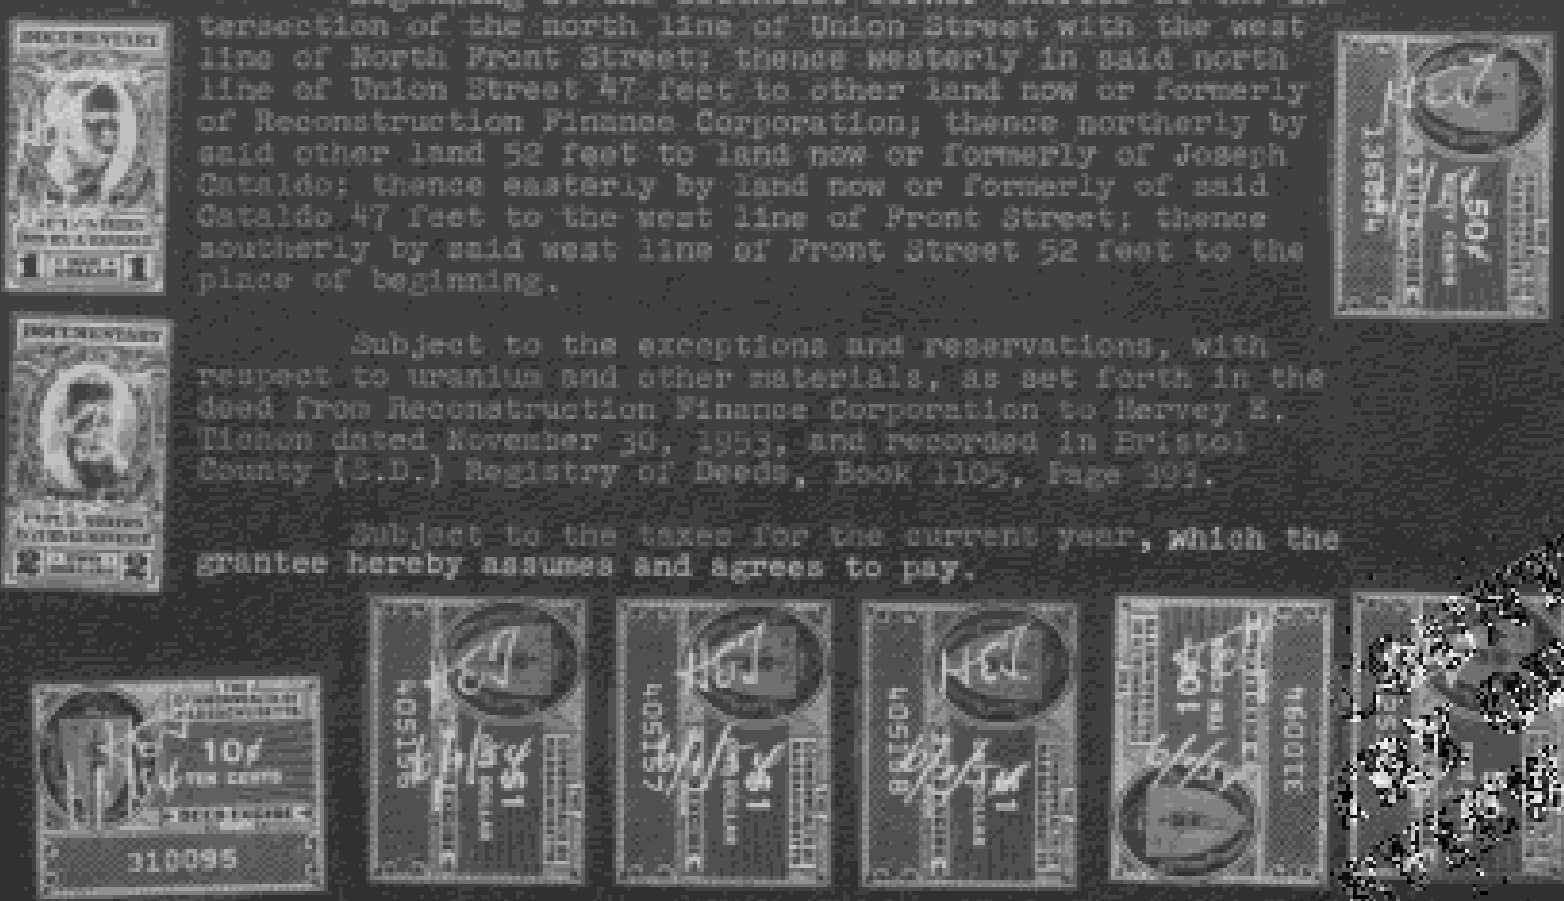 tersection of the north line of Union Street with the west
line of North Front Street; thence westerly in said north
line of Union Street 47 feet to other land now or formerly
of Reconstruction Finance Corporation; thence northerly by
said other land 52 feet to land now or formerly of Joseph
Cataldo; thence easterly by land now or formerly of said
Cataldo 47 feet to the west line of Front Street; thence
southerly by said west line of Front Street 52 feet to the
place of beginning.
Subject to the exceptions and reservations, with
respect to uranium and other materials, as set forth in the
deed from Reconstruction Finance Corporation to Hervey E.
Tichon dated November 30, 1953, and recorded in Bristol
County (S.D.) Registry of Deeds, Book 1105, Page 393.
Subject to the taxes for the current year, which the
grantee hereby assumes and agrees to pay.
DOCUMENTARY
1 1
DOCUMENTARY
2 2
50¢
10¢
TEN CENTS
310095
1$
405157
1$
1$
10¢
310094